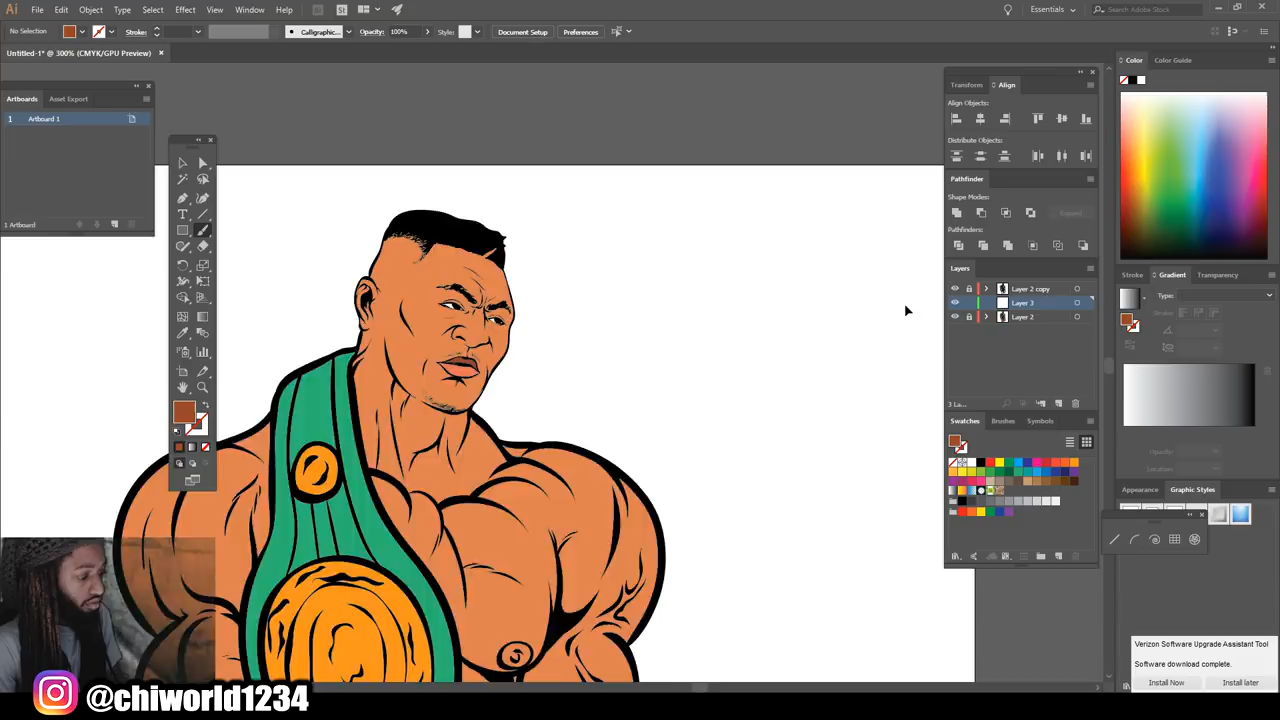 Ai File Edit Object Type Select Effect View Window Help St Essentials Search Adobe Stock
No Selection Stroke: Calligraphic... Opacity: 100% Style: Document Setup Preferences
Untitled-1* @ 300% (CMYK/GPU Preview)
Color Color Guide
Artboards Asset Export
Transform Align
1 Artboard 1
Align Objects:
Distribute Objects:
Pathfinder
Shape Modes:
Expand
Pathfinders:
Layers
Stroke Gradient Transparency
Layer 2 copy
Type:
Layer 3
Stroke:
Layer 2
1 Artboard
3 La...
Swatches Brushes Symbols
Opacity:
Location:
Appearance Graphic Styles
Verizon Software Upgrade Assistant Tool
Software download complete.
Install Now Install later
@chiworld1234